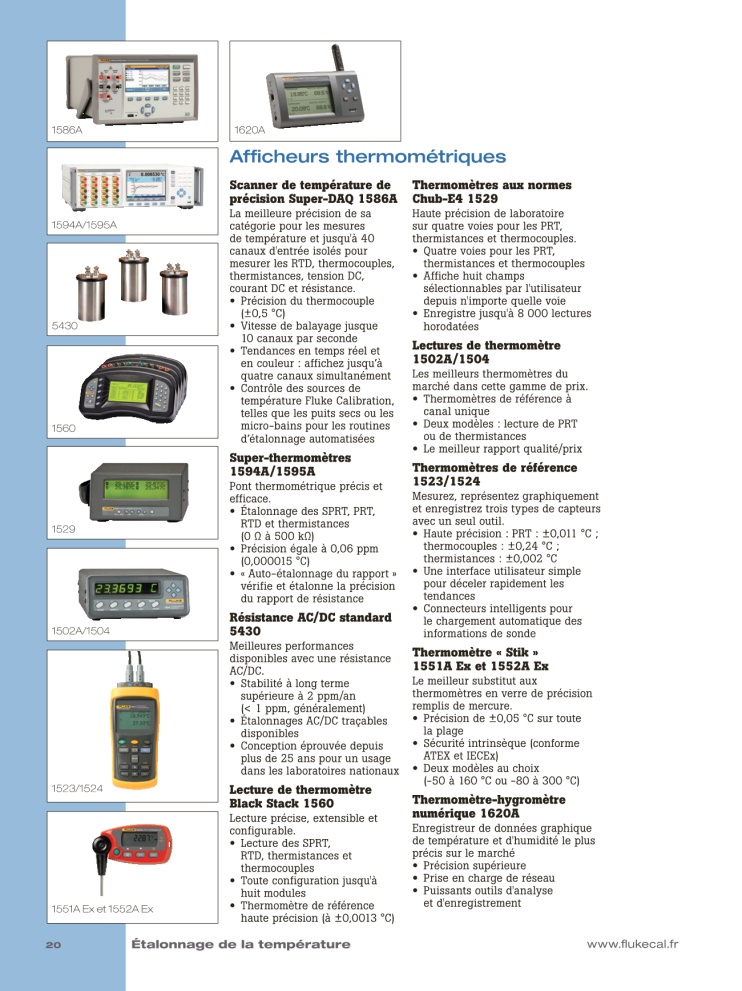 1586A
1620A
1594A/1595A
5430
1560
1529
23.3693 C
1502A/1504
1523/1524
1551A Ex et 1552A Ex
Afficheurs thermométriques
Scanner de température de
précision Super-DAQ 1586A
La meilleure précision de sa
catégorie pour les mesures
de température et jusqu'à 40
canaux d'entrée isolés pour
mesurer les RTD, thermocouples,
thermistances, tension DC,
courant DC et résistance.
• Précision du thermocouple
(±0,5 °C)
• Vitesse de balayage jusque
10 canaux par seconde
• Tendances en temps réel et
en couleur : affichez jusqu’à
quatre canaux simultanément
• Contrôle des sources de
température Fluke Calibration,
telles que les puits secs ou les
micro-bains pour les routines
d’étalonnage automatisées
Super-thermomètres
1594A/1595A
Pont thermométrique précis et
efficace.
• Étalonnage des SPRT, PRT,
RTD et thermistances
(0 Ω à 500 kΩ)
• Précision égale à 0,06 ppm
(0,000015 °C)
• « Auto-étalonnage du rapport »
vérifie et étalonne la précision
du rapport de résistance
Résistance AC/DC standard
5430
Meilleures performances
disponibles avec une résistance
AC/DC.
• Stabilité à long terme
supérieure à 2 ppm/an
(< 1 ppm, généralement)
• Étalonnages AC/DC traçables
disponibles
• Conception éprouvée depuis
plus de 25 ans pour un usage
dans les laboratoires nationaux
Lecture de thermomètre
Black Stack 1560
Lecture précise, extensible et
configurable.
• Lecture des SPRT,
RTD, thermistances et
thermocouples
• Toute configuration jusqu'à
huit modules
• Thermomètre de référence
haute précision (à ±0,0013 °C)
Thermomètres aux normes
Chub-E4 1529
Haute précision de laboratoire
sur quatre voies pour les PRT,
thermistances et thermocouples.
• Quatre voies pour les PRT,
thermistances et thermocouples
• Affiche huit champs
sélectionnables par l'utilisateur
depuis n'importe quelle voie
• Enregistre jusqu'à 8 000 lectures
horodatées
Lectures de thermomètre
1502A/1504
Les meilleurs thermomètres du
marché dans cette gamme de prix.
• Thermomètres de référence à
canal unique
• Deux modèles : lecture de PRT
ou de thermistances
• Le meilleur rapport qualité/prix
Thermomètres de référence
1523/1524
Mesurez, représentez graphiquement
et enregistrez trois types de capteurs
avec un seul outil.
• Haute précision : PRT : ±0,011 °C ;
thermocouples : ±0,24 °C ;
thermistances : ±0,002 °C
• Une interface utilisateur simple
pour déceler rapidement les
tendances
• Connecteurs intelligents pour
le chargement automatique des
informations de sonde
Thermomètre « Stik »
1551A Ex et 1552A Ex
Le meilleur substitut aux
thermomètres en verre de précision
remplis de mercure.
• Précision de ±0,05 °C sur toute
la plage
• Sécurité intrinsèque (conforme
ATEX et IECEx)
• Deux modèles au choix
(-50 à 160 °C ou -80 à 300 °C)
Thermomètre-hygromètre
numérique 1620A
Enregistreur de données graphique
de température et d'humidité le plus
précis sur le marché
• Précision supérieure
• Prise en charge de réseau
• Puissants outils d'analyse
et d'enregistrement
20
Étalonnage de la température
www.flukecal.fr